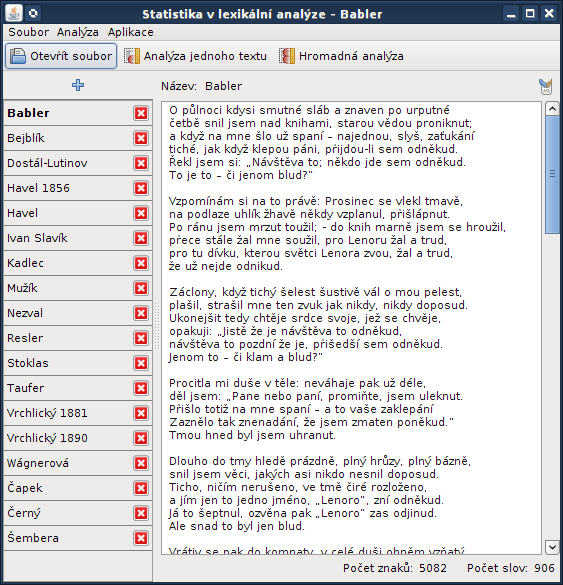 Statistika v lexikální analýze - Babler
Soubor Analýza Aplikace
Otevřít soubor Analýza jednoho textu Hromadná analýza
Název: Babler
Babler
Bejblík
Dostál-Lutinov
Havel 1856
Havel
Ivan Slavík
Kadlec
Mužík
Nezval
Resler
Stoklas
Taufer
Vrchlický 1881
Vrchlický 1890
Wágnerová
Čapek
Černý
Šembera
O půlnoci kdysi smutné sláb a znaven po urputné
četbě snil jsem nad knihami, starou vědou proniknut;
a když na mne šlo už spaní – najednou, slyš, zaťukání
tiché, jak když klepou páni, přijdou-li sem odněkud.
Řekl jsem si: „Návštěva to; někdo jde sem odněkud.
To je to – či jenom blud?“

Vzpomínám si na to právě: Prosinec se vlekl tmavě,
na podlaze uhlík žhavě někdy vzplanul, přišlápnut.
Po ránu jsem mrzut toužil; - do knih marně jsem se hroužil,
přece stále žal mne soužil, pro Lenoru žal a trud,
pro tu dívku, kterou světci Lenora zvou, žal a trud,
že už nejde odnikud.

Záclony, když tichý šelest šustivě vál o mou pelest,
plašil, strašil mne ten zvuk jak nikdy, nikdy doposud.
Ukonejšit tedy chtěje srdce svoje, jež se chvěje,
opakuji: „Jistě že je návštěva to odněkud,
návštěva to pozdní že je, přišedší sem odněkud.
Jenom to – či klam a blud?“

Procitla mi duše v těle: neváhaje pak už déle,
děl jsem: „Pane nebo paní, promiňte, jsem uleknut.
Přišlo totiž na mne spaní – a to vaše zaklepání
Zaznělo tak znenadání, že jsem zmaten poněkud.“
Tmou hned byl jsem uhranut.

Dlouho do tmy hledě prázdně, plný hrůzy, plný bázně,
snil jsem věci, jakých asi nikdo nesnil doposud.
Ticho, ničím nerušeno, ve tmě čiré rozloženo,
a jím jen to jedno jméno, „Lenoro“, zní odněkud.
Já to šeptnul, ozvěna pak „Lenoro“ zas odjinud.
Ale snad to byl jen blud.

Vrátiv se pak do komnaty, v celé duši ohněm vzňatý,
Počet znaků: 5082 Počet slov: 906